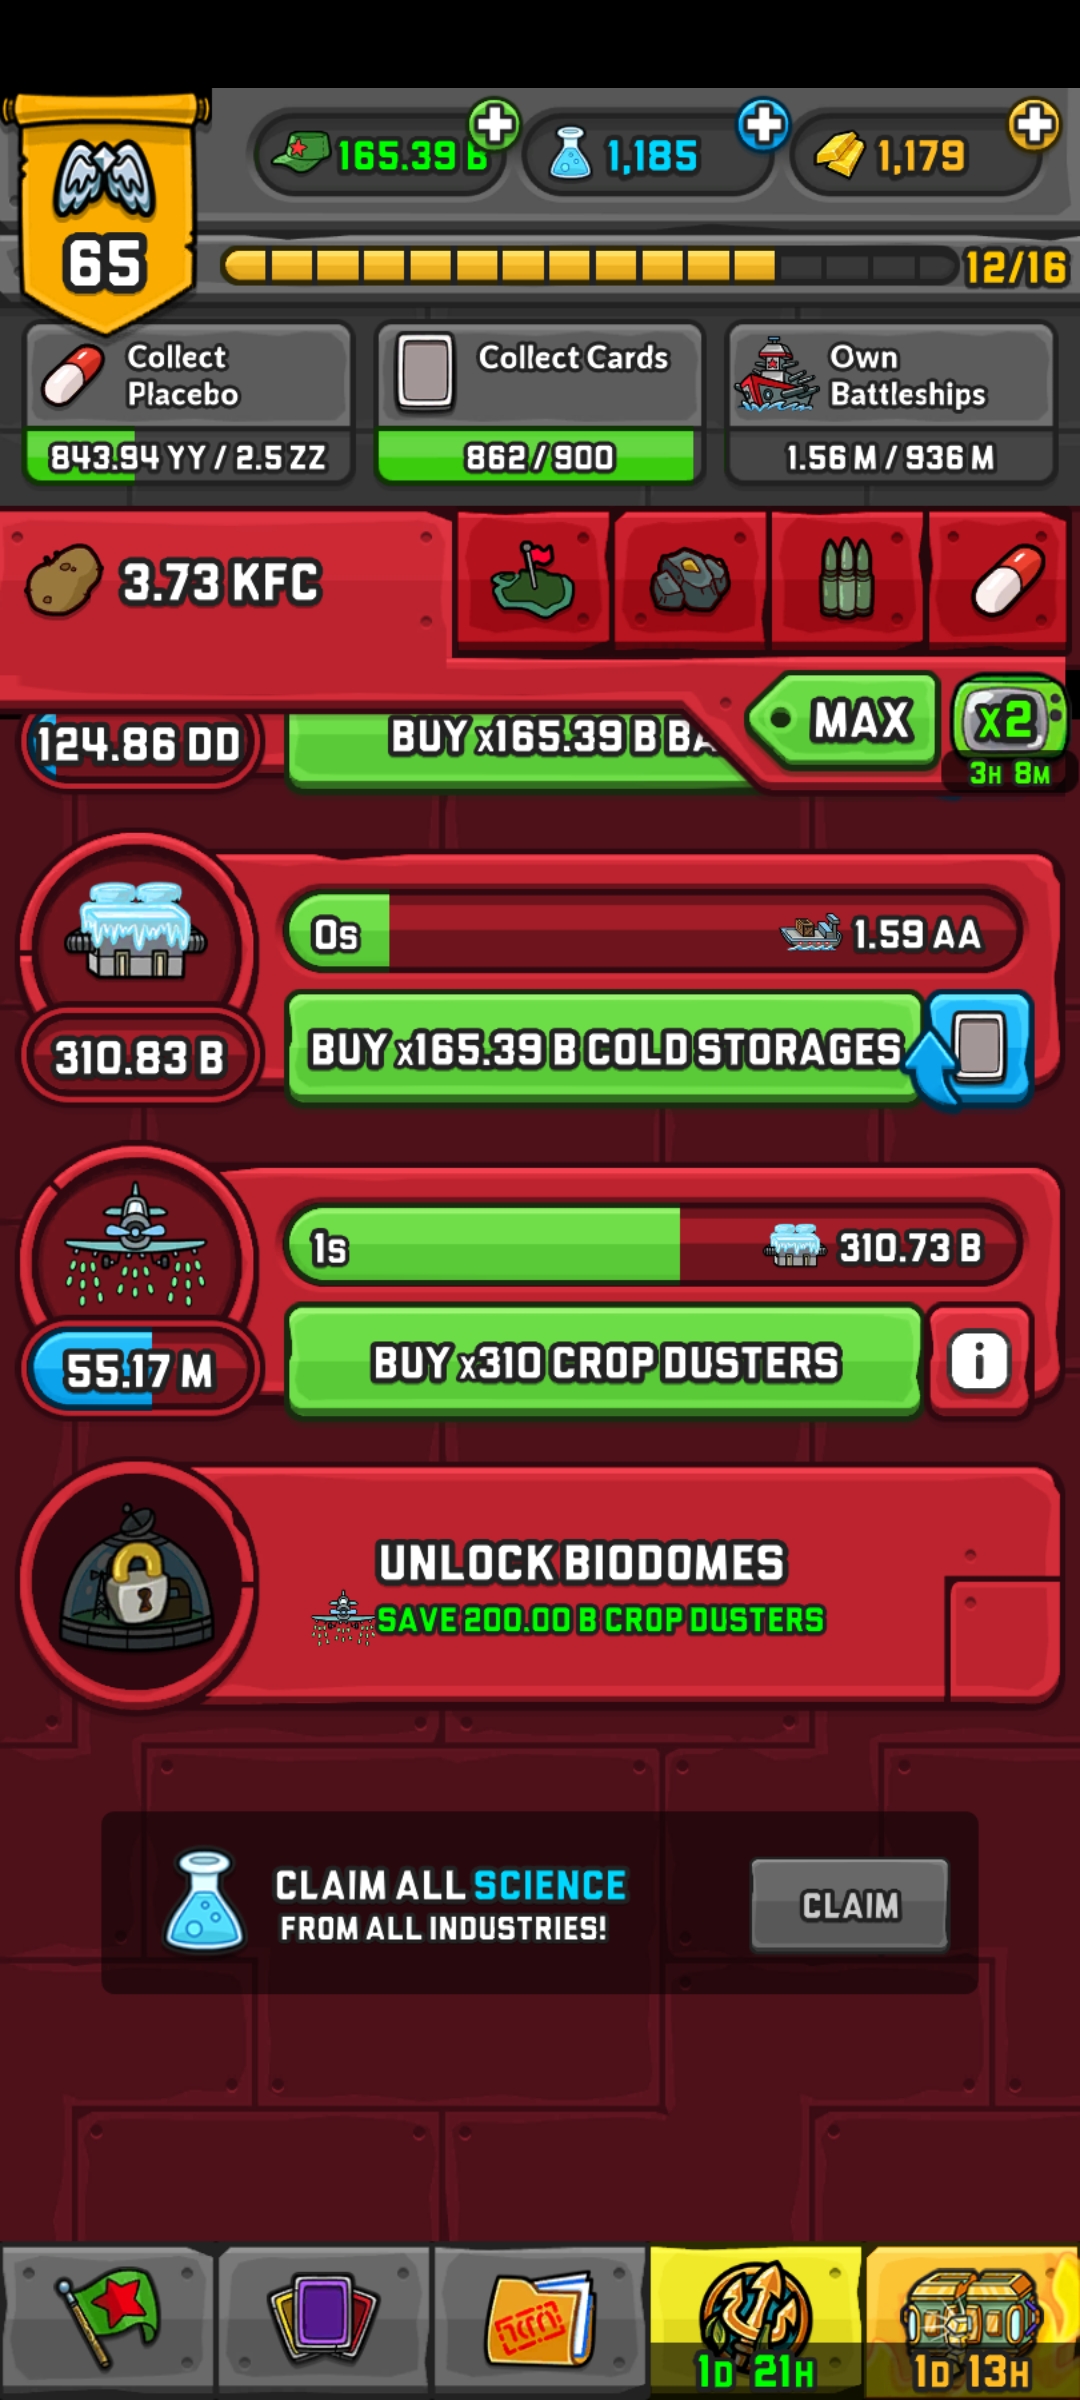 165.39 B
1,185
1,179
65
12/16
Collect
Placebo
843.94 YY / 2.5 ZZ
Collect Cards
862/900
Own
Battleships
1.56 M / 936 M
3.73 KFC
MAX
x2
3H 8M
124.86 DD
BUY x165.39 B BA
0s
1.59 AA
310.83 B
BUY x165.39 B COLD STORAGES
1s
310.73 B
55.17 M
BUY x310 CROP DUSTERS
i
UNLOCK BIODOMES
SAVE 200.00 B CROP DUSTERS
CLAIM ALL SCIENCE
FROM ALL INDUSTRIES!
CLAIM
1D 21H
1D 13H